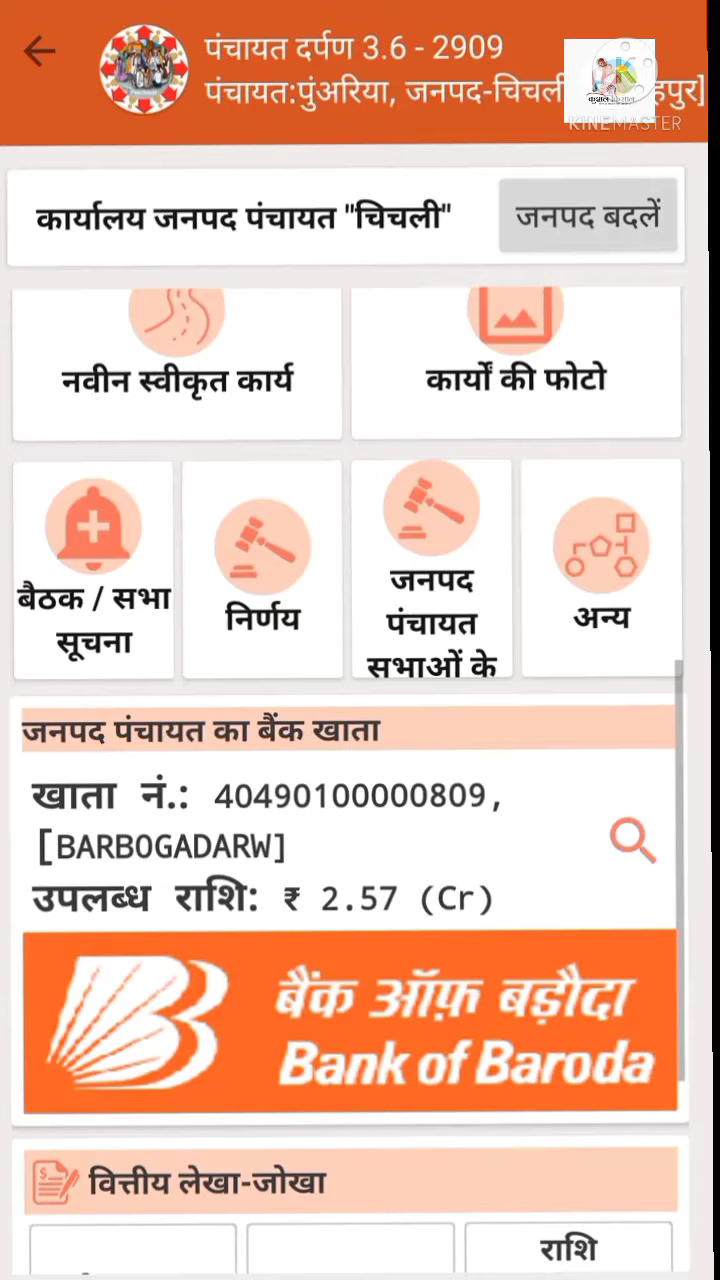 पंचायत दर्पण 3.6 - 2909
पंचायत:पुंअरिया, जनपद-चिचली
हपुर]
KINEMASTER
कार्यालय जनपद पंचायत "चिचली"
जनपद बदलें
नवीन स्वीकृत कार्य
कार्यों की फोटो
बैठक / सभा
सूचना
निर्णय
जनपद
पंचायत
सभाओं के
अन्य
जनपद पंचायत का बैंक खाता
खाता नं.: 40490100000809,
[BARB0GADARW]
उपलब्ध राशि: ₹ 2.57 (Cr)
बैंक ऑफ़ बड़ौदा
Bank of Baroda
वित्तीय लेखा-जोखा
राशि